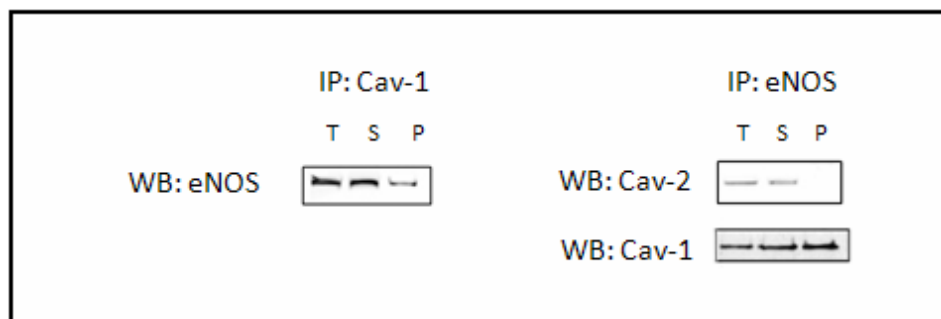 IP: Cav-1
T S P
WB: eNOS
IP: eNOS
T S P
WB: Cav-2
WB: Cav-1